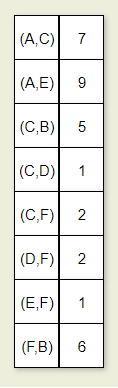 (A,C) 7
(A,E) 9
(C,B) 5
(C,D) 1
(C,F) 2
(D,F) 2
(E,F) 1
(F,B) 6